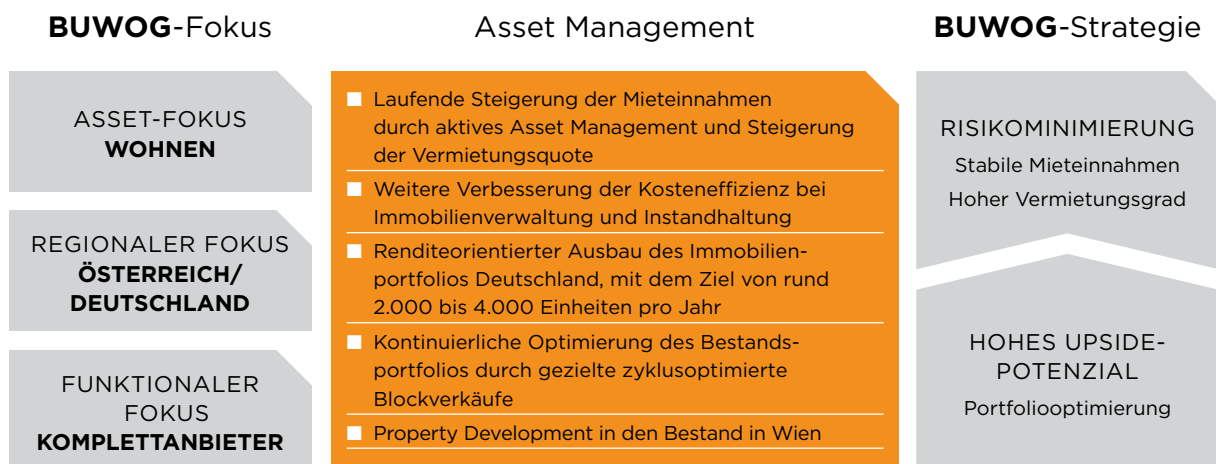 BUWOG-Fokus
ASSET-FOKUS
WOHNEN
REGIONALER FOKUS
ÖSTERREICH/
DEUTSCHLAND
FUNKTIONALER
FOKUS
KOMPLETTANBIETER
Asset Management
Laufende Steigerung der Mieteinnahmen
durch aktives Asset Management und Steigerung
der Vermietungsquote
Weitere Verbesserung der Kosteneffizienz bei
Immobilienverwaltung und Instandhaltung
Renditeorientierter Ausbau des Immobilien-
portfolios Deutschland, mit dem Ziel von rund
2.000 bis 4.000 Einheiten pro Jahr
Kontinuierliche Optimierung des Bestands-
portfolios durch gezielte zyklusoptimierte
Blockverkäufe
Property Development in den Bestand in Wien
BUWOG-Strategie
RISIKOMINIMIERUNG
Stabile Mieteinnahmen
Hoher Vermietungsgrad
HOHES UPSIDE-
POTENZIAL
Portfoliooptimierung